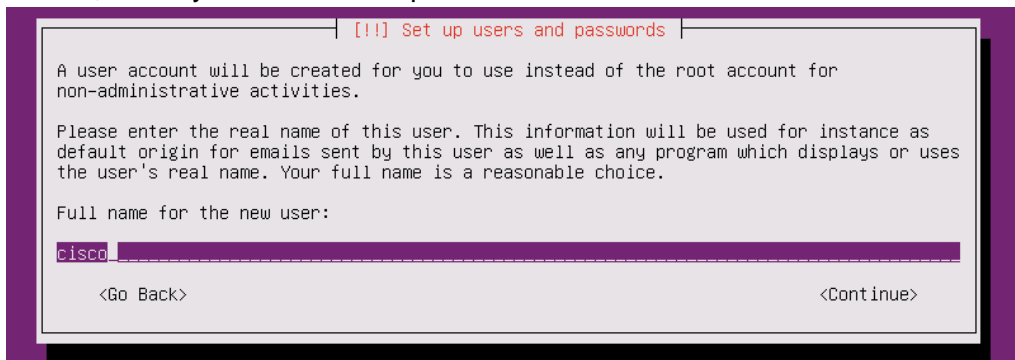 [!!] Set up users and passwords
A user account will be created for you to use instead of the root account for
non-administrative activities.
Please enter the real name of this user. This information will be used for instance as
default origin for emails sent by this user as well as any program which displays or uses
the user's real name. Your full name is a reasonable choice.
Full name for the new user:
cisco
<Go Back> <Continue>